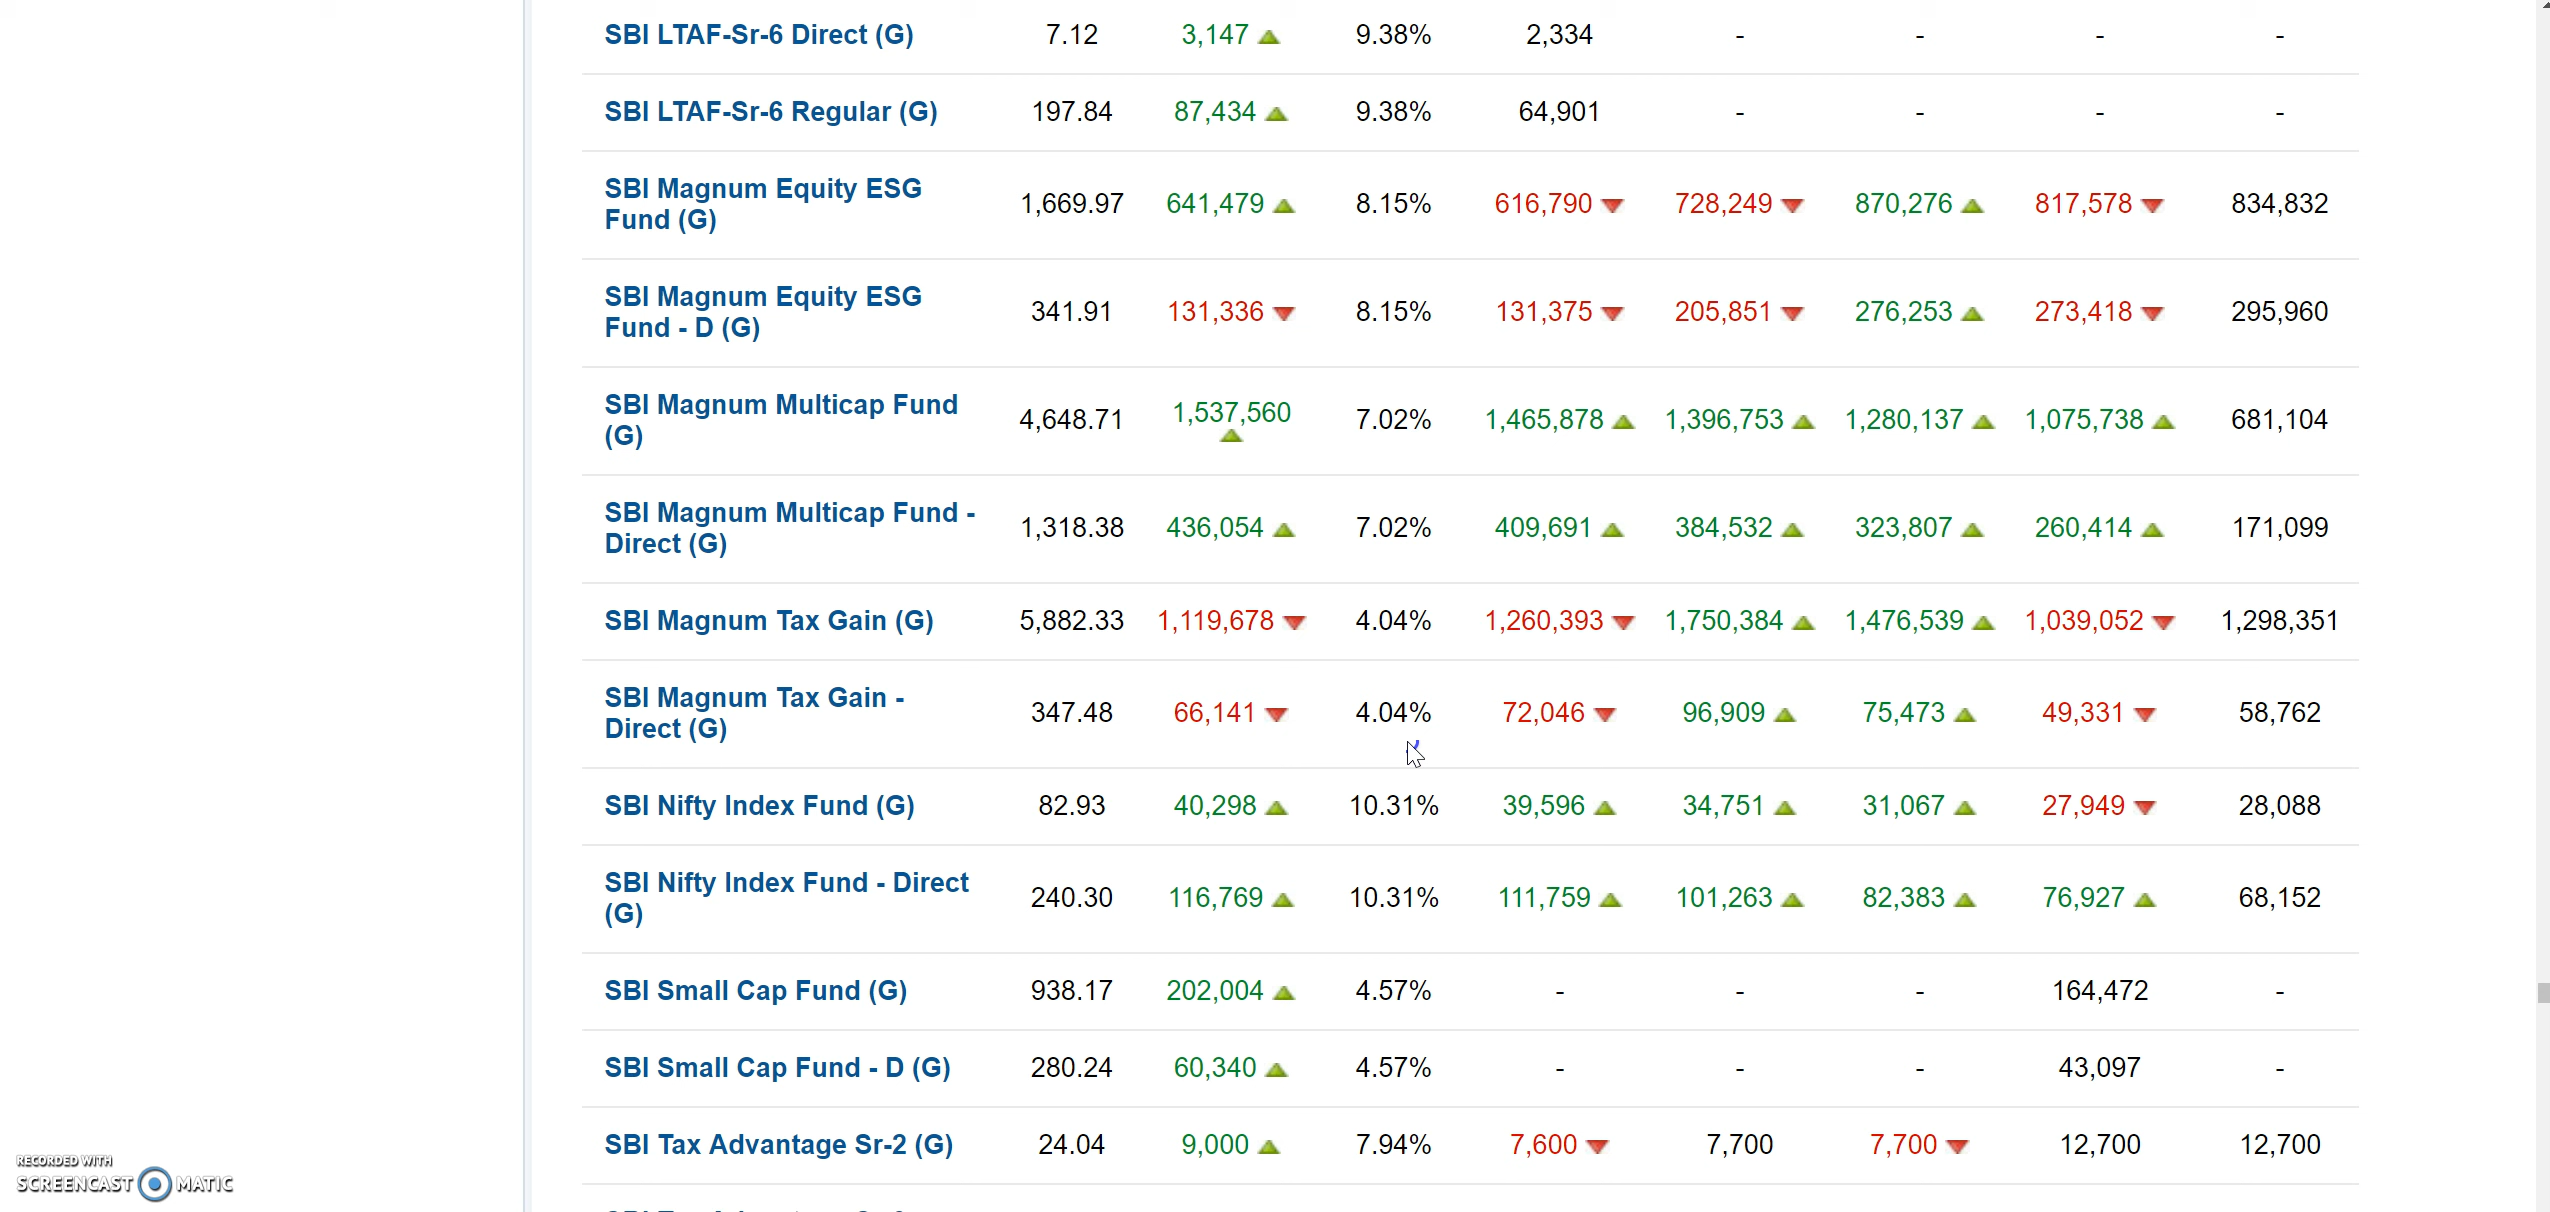 SBI LTAF-Sr-6 Direct (G) 7.12 3,147 9.38% 2,334 - - - -
SBI LTAF-Sr-6 Regular (G) 197.84 87,434 9.38% 64,901 - - - -
SBI Magnum Equity ESG
Fund (G) 1,669.97 641,479 8.15% 616,790 728,249 870,276 817,578 834,832
SBI Magnum Equity ESG
Fund - D (G) 341.91 131,336 8.15% 131,375 205,851 276,253 273,418 295,960
SBI Magnum Multicap Fund
(G) 4,648.71 1,537,560 7.02% 1,465,878 1,396,753 1,280,137 1,075,738 681,104
SBI Magnum Multicap Fund -
Direct (G) 1,318.38 436,054 7.02% 409,691 384,532 323,807 260,414 171,099
SBI Magnum Tax Gain (G) 5,882.33 1,119,678 4.04% 1,260,393 1,750,384 1,476,539 1,039,052 1,298,351
SBI Magnum Tax Gain -
Direct (G) 347.48 66,141 4.04% 72,046 96,909 75,473 49,331 58,762
SBI Nifty Index Fund (G) 82.93 40,298 10.31% 39,596 34,751 31,067 27,949 28,088
SBI Nifty Index Fund - Direct
(G) 240.30 116,769 10.31% 111,759 101,263 82,383 76,927 68,152
SBI Small Cap Fund (G) 938.17 202,004 4.57% - - - 164,472 -
SBI Small Cap Fund - D (G) 280.24 60,340 4.57% - - - 43,097 -
SBI Tax Advantage Sr-2 (G) 24.04 9,000 7.94% 7,600 7,700 7,700 12,700 12,700
RECORDED WITH
SCREENCAST MATIC